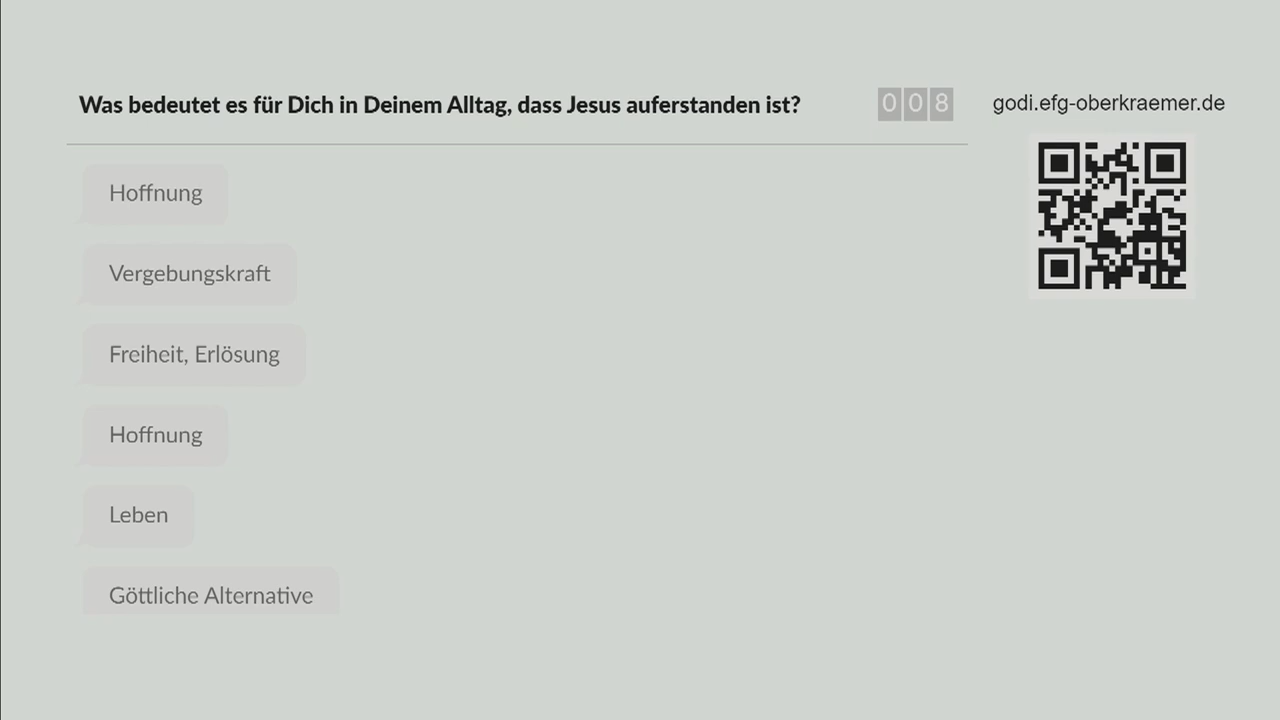 Was bedeutet es für Dich in Deinem Alltag, dass Jesus auferstanden ist?
008
godi.efg-oberkraemer.de
Hoffnung
Vergebungskraft
Freiheit, Erlösung
Hoffnung
Leben
Göttliche Alternative